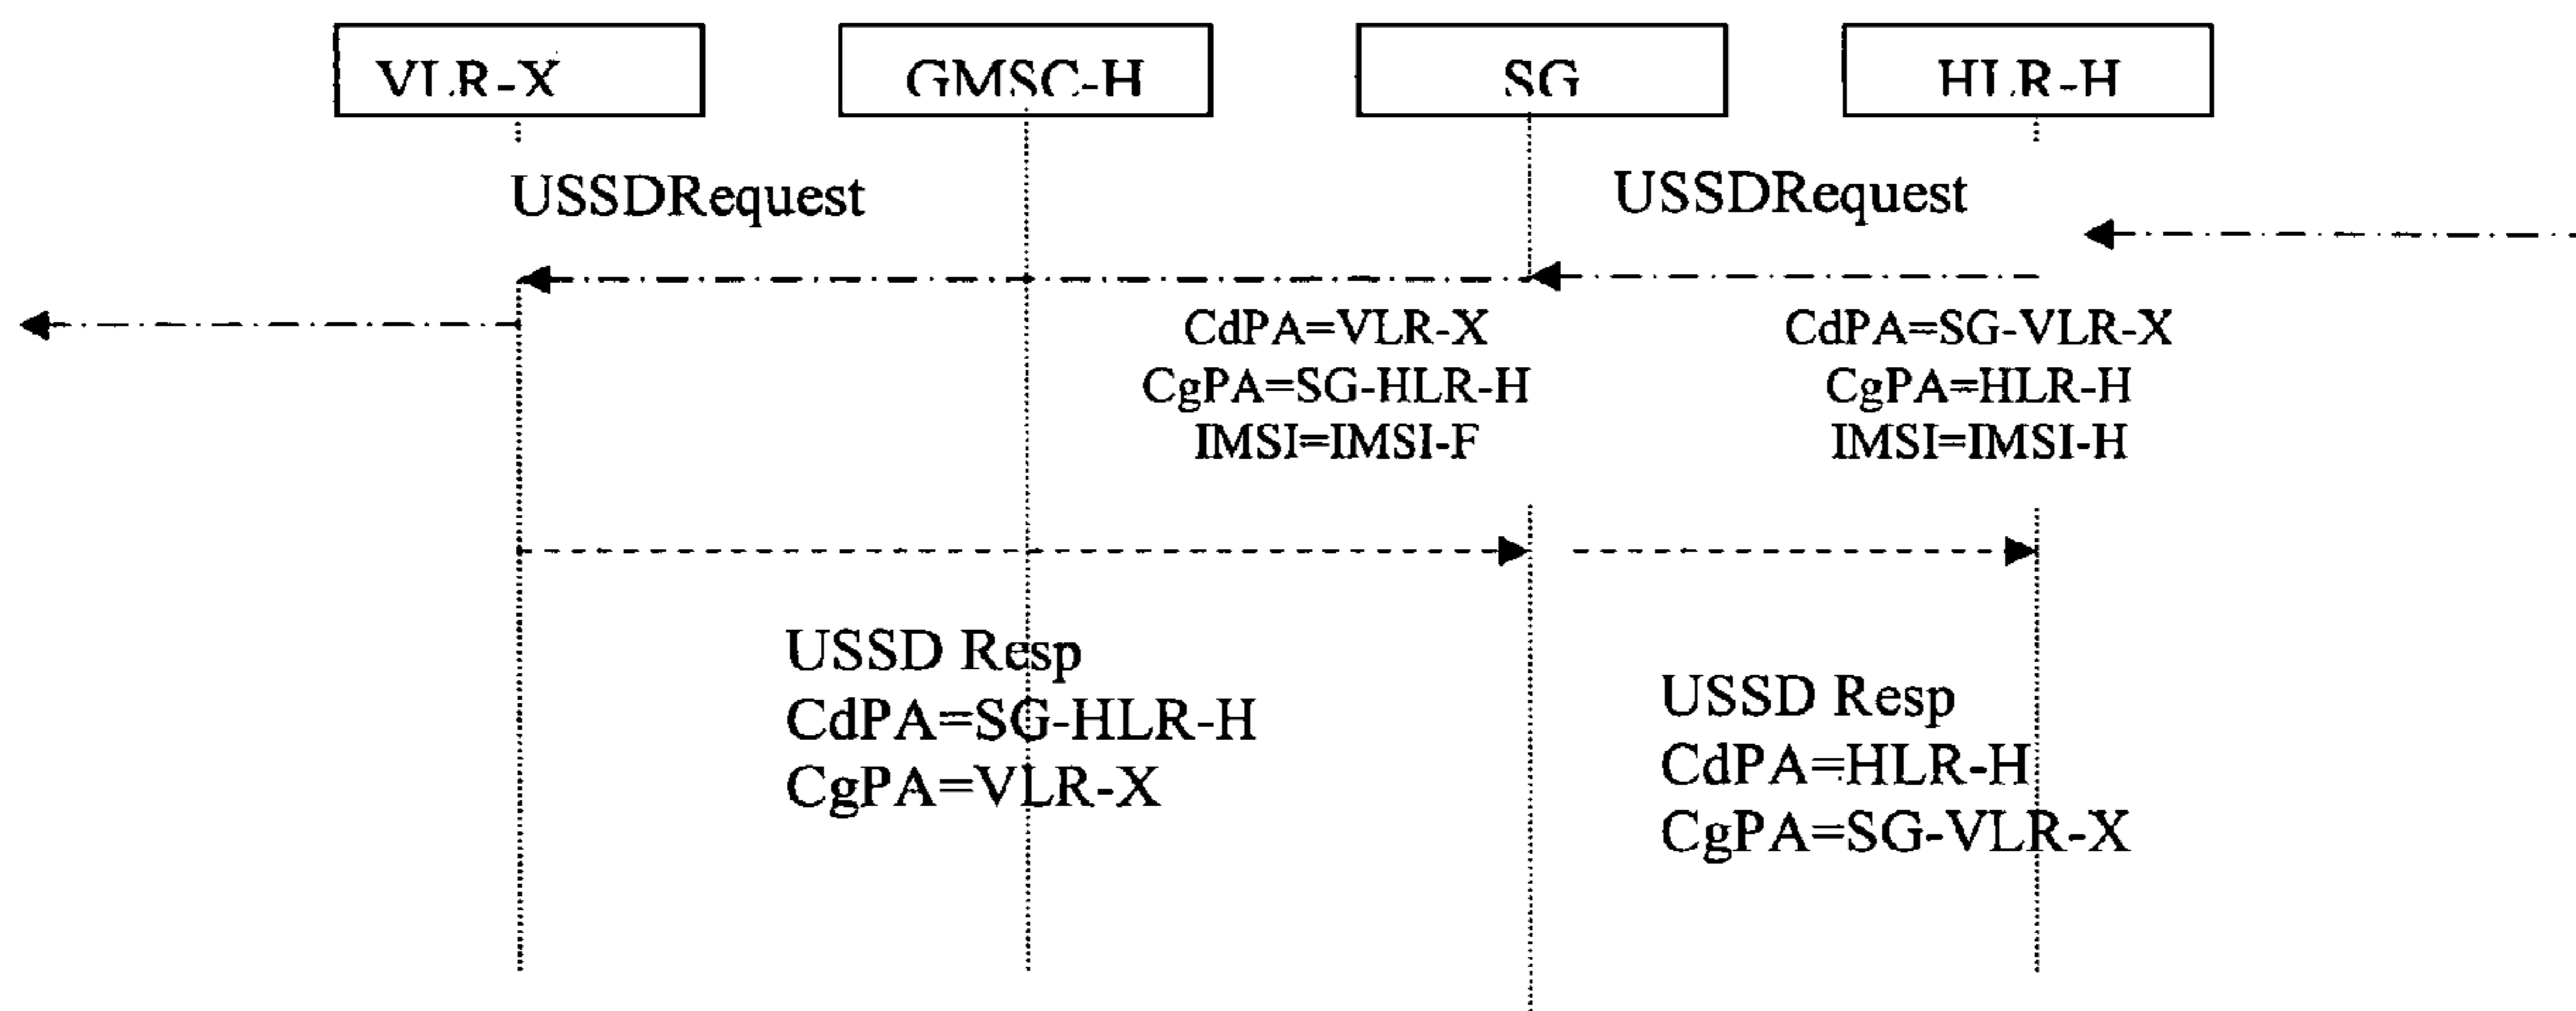 VLR-X
GMSC-H
SG
HLR-H
USSDRequest
USSDRequest
CdPA=VLR-X
CgPA=SG-HLR-H
IMSI=IMSI-F
CdPA=SG-VLR-X
CgPA=HLR-H
IMSI=IMSI-H
USSD Resp
CdPA=SG-HLR-H
CgPA=VLR-X
USSD Resp
CdPA=HLR-H
CgPA=SG-VLR-X